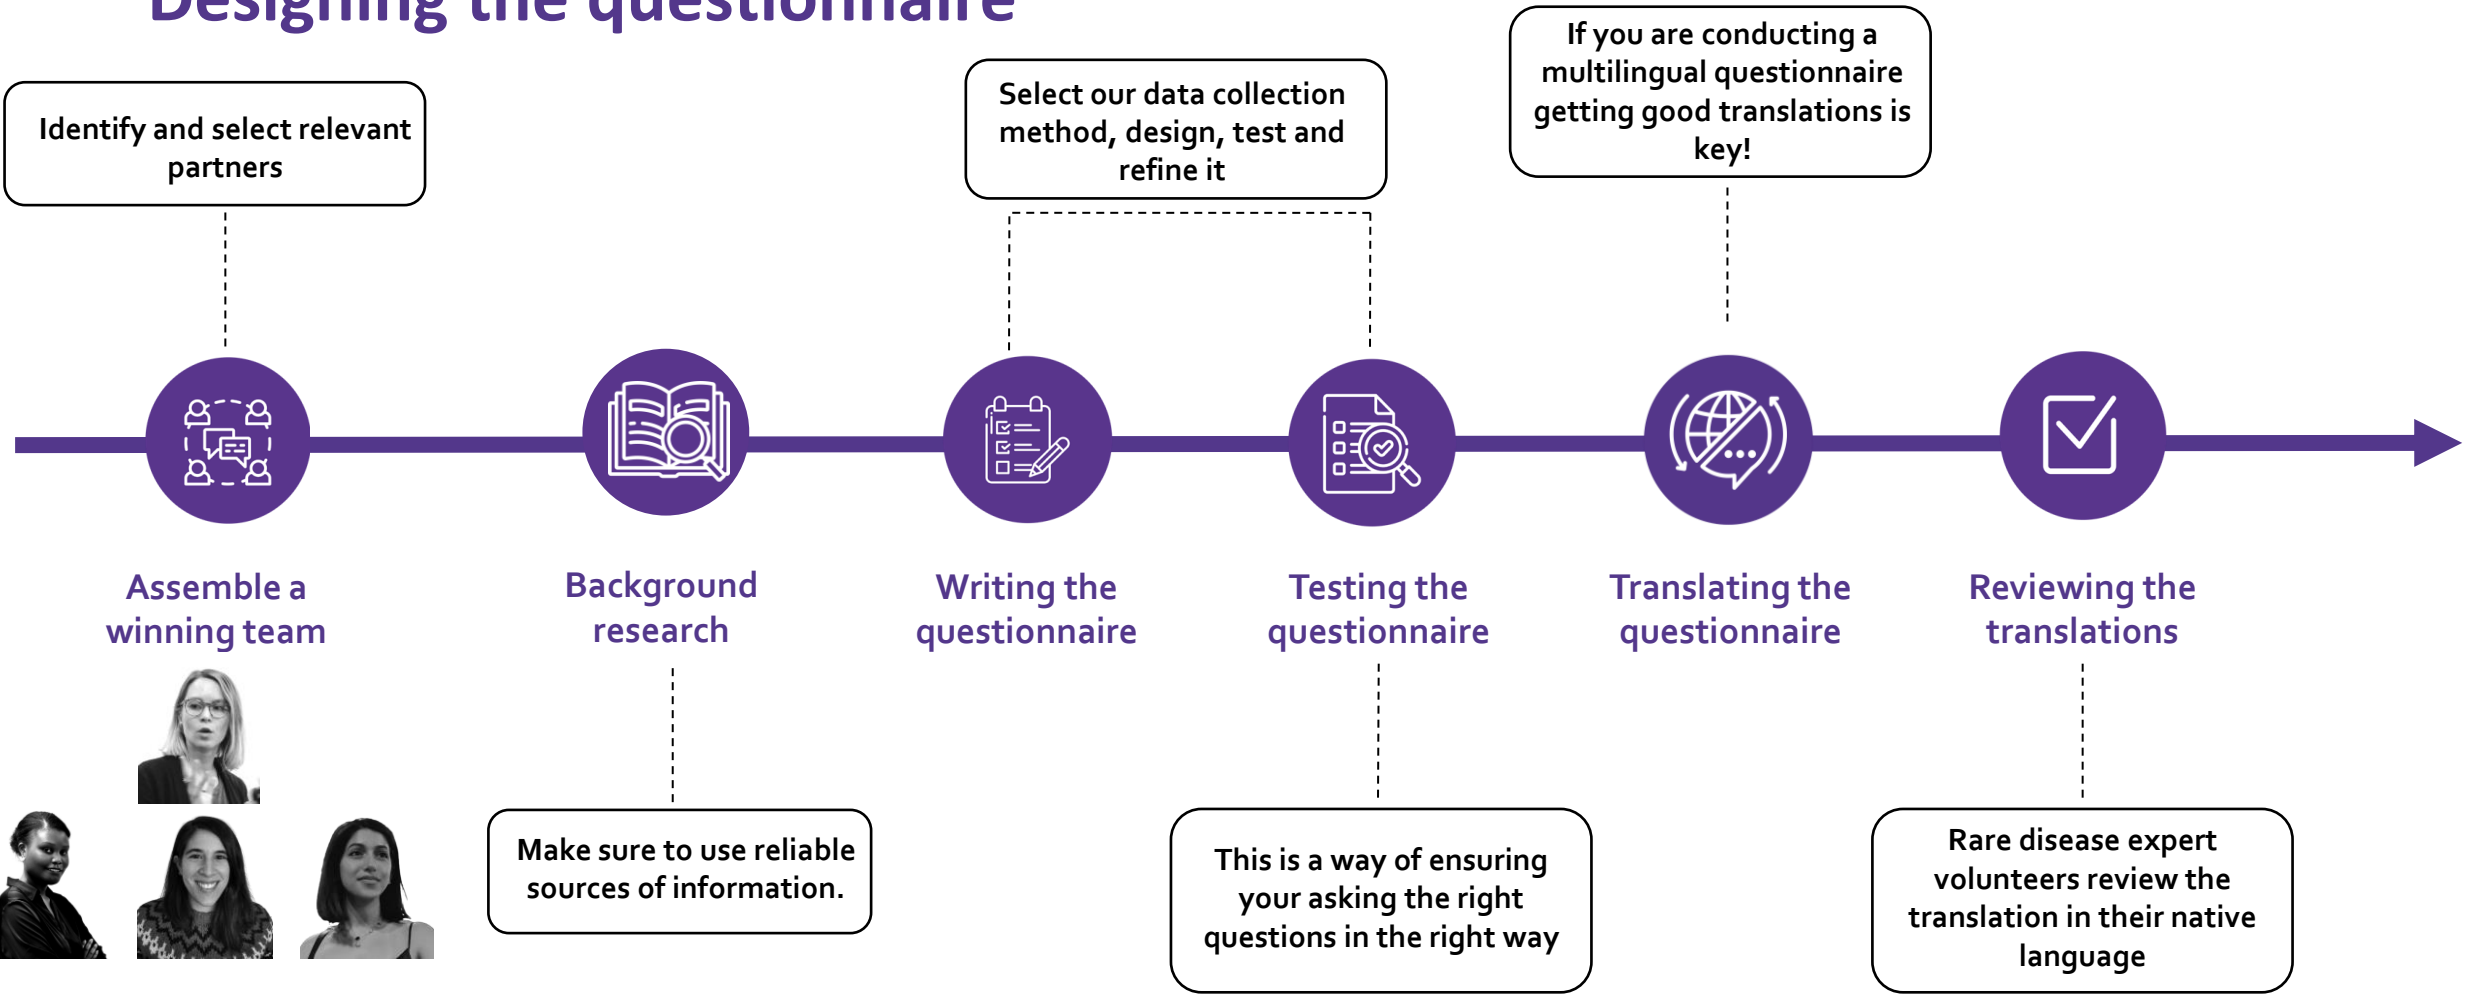 Designing the questionnaire
Identify and select relevant
partners
Select our data collection
method, design, test and
refine it
If you are conducting a
multilingual questionnaire
getting good translations is
key!
Assemble a
winning team
Background
research
Writing the
questionnaire
Testing the
questionnaire
Translating the
questionnaire
Reviewing the
translations
Make sure to use reliable
sources of information.
This is a way of ensuring
your asking the right
questions in the right way
Rare disease expert
volunteers review the
translation in their native
language